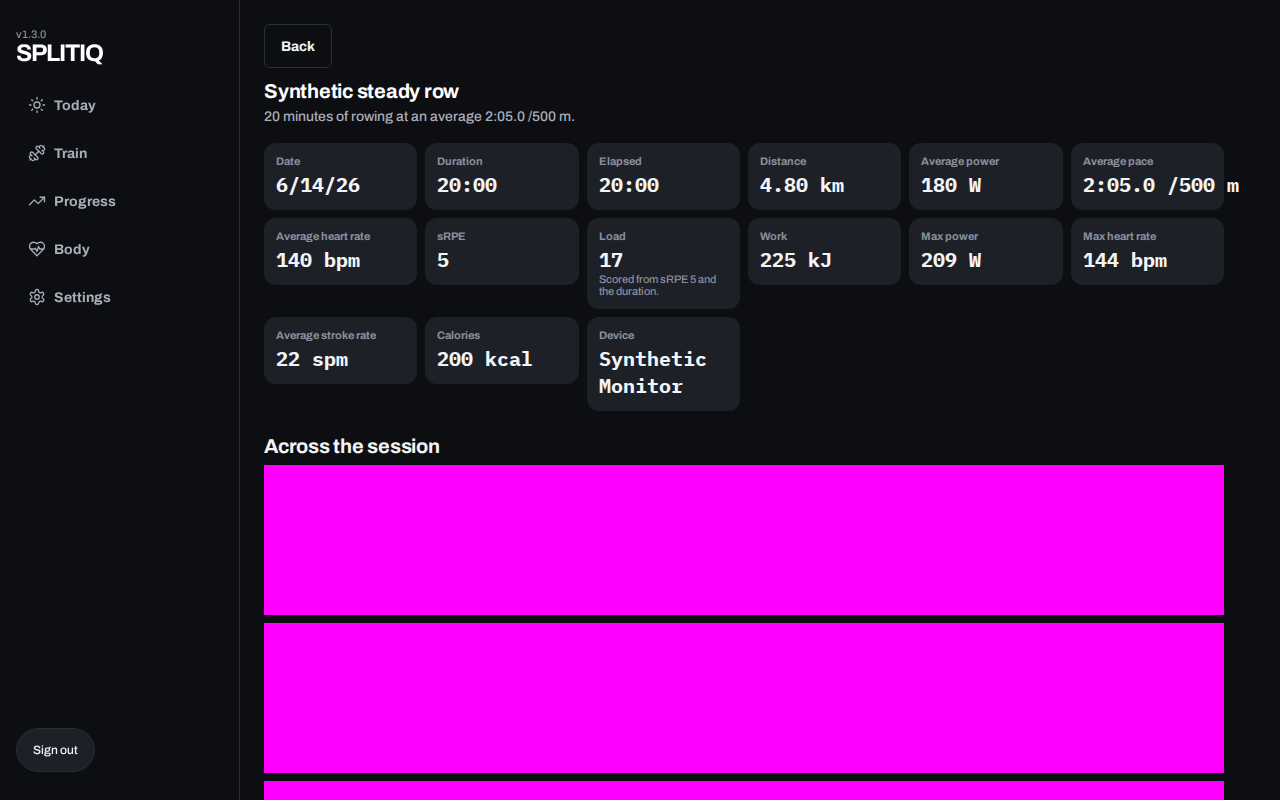 v1.3.0
SPLITIQ
Today
Train
Progress
Body
Settings
Sign out
Back
Synthetic steady row
20 minutes of rowing at an average 2:05.0 /500 m.
Date
6/14/26
Duration
20:00
Elapsed
20:00
Distance
4.80 km
Average power
180 W
Average pace
2:05.0 /500 m
Average heart rate
140 bpm
sRPE
5
Load
17
Scored from sRPE 5 and
the duration.
Work
225 kJ
Max power
209 W
Max heart rate
144 bpm
Average stroke rate
22 spm
Calories
200 kcal
Device
Synthetic
Monitor
Across the session